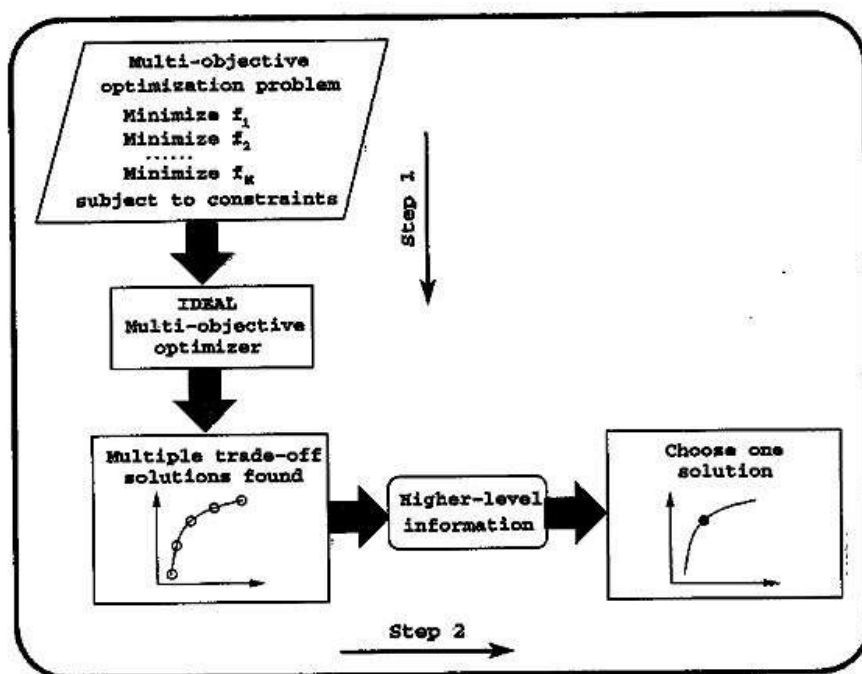 Multi-objective
optimization problem
Minimize f1
Minimize f2
......
Minimize fM
subject to constraints
Step 1
IDEAL
Multi-objective
optimizer
Multiple trade-off
solutions found
Higher-level
information
Choose one
solution
Step 2